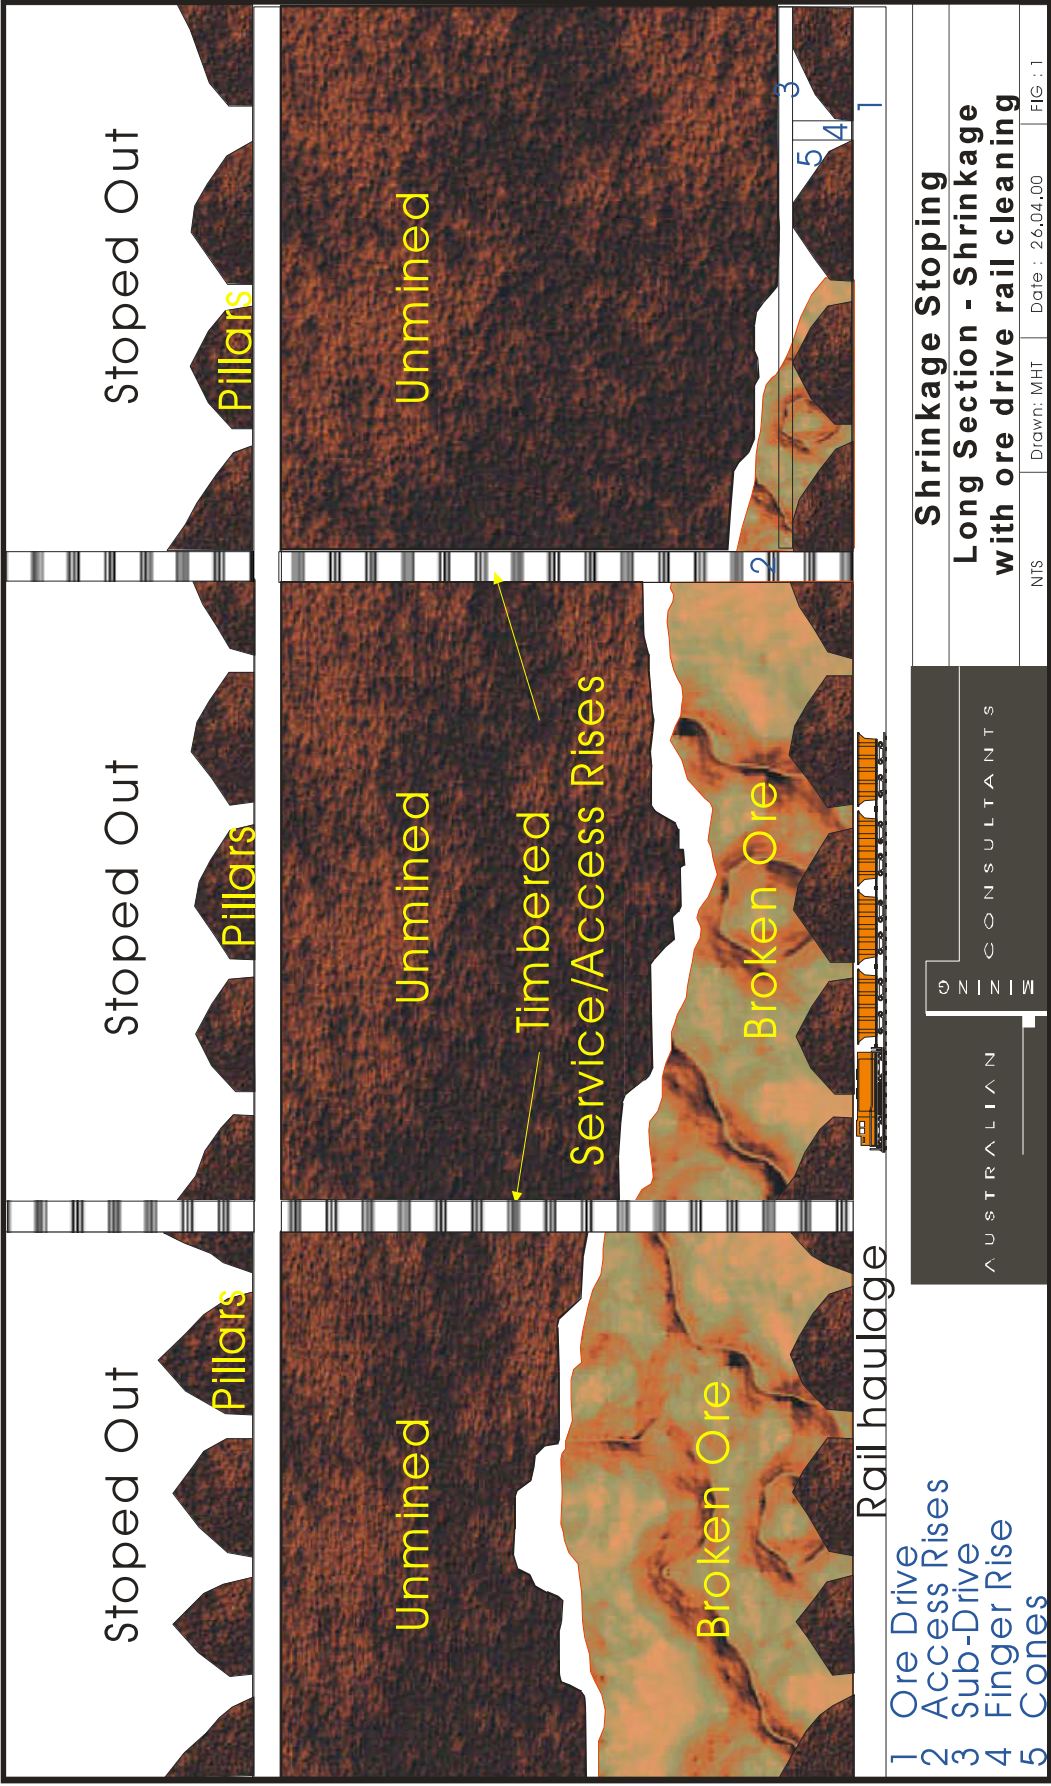 Stoped Out
Stoped Out
Stoped Out
Pillars
Pillars
Pillars
Unmined
Unmined
Unmined
Timbered
Service/Access Rises
Broken Ore
Broken Ore
2
3
5
4
1
Rail haulage
1 Ore Drive
2 Access Rises
3 Sub-Drive
4 Finger Rise
5 Cones
AUSTRALIAN
MINING
CONSULTANTS
Shrinkage Stoping
Long Section - Shrinkage
with ore drive rail cleaning
NTS
Drawn: MHT
Date : 26.04.00
FIG : 1